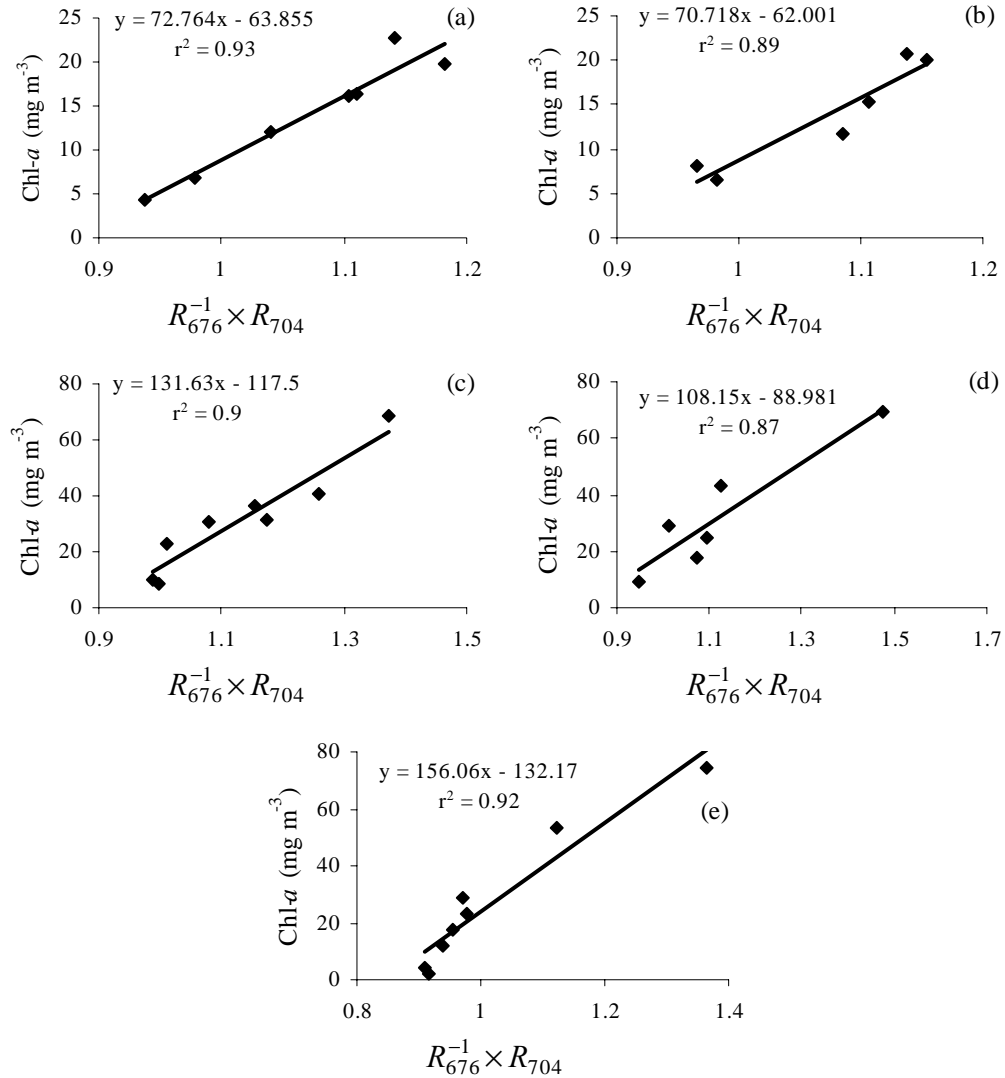 y = 72.764x - 63.855
r² = 0.93
(a)
Chl-a (mg m⁻³)
25
20
15
10
5
0
0.9 1 1.1 1.2
R₆₇₆⁻¹ × R₇₀₄
y = 70.718x - 62.001
r² = 0.89
(b)
Chl-a (mg m⁻³)
25
20
15
10
5
0
0.9 1 1.1 1.2
R₆₇₆⁻¹ × R₇₀₄
y = 131.63x - 117.5
r² = 0.9
(c)
Chl-a (mg m⁻³)
80
60
40
20
0
0.9 1.1 1.3 1.5
R₆₇₆⁻¹ × R₇₀₄
y = 108.15x - 88.981
r² = 0.87
(d)
Chl-a (mg m⁻³)
80
60
40
20
0
0.9 1.1 1.3 1.5 1.7
R₆₇₆⁻¹ × R₇₀₄
y = 156.06x - 132.17
r² = 0.92
(e)
Chl-a (mg m⁻³)
80
60
40
20
0
0.8 1 1.2 1.4
R₆₇₆⁻¹ × R₇₀₄